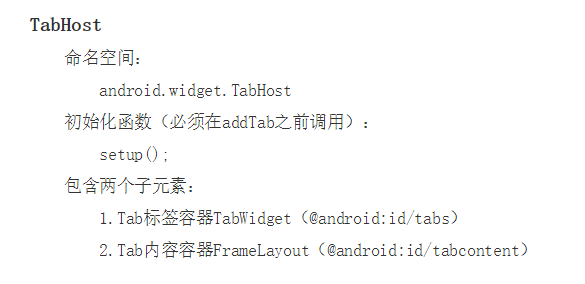 TabHost
命名空间：
android.widget.TabHost
初始化函数（必须在addTab之前调用）：
setup();
包含两个子元素：
1.Tab标签容器TabWidget（@android:id/tabs）
2.Tab内容容器FrameLayout（@android:id/tabcontent）